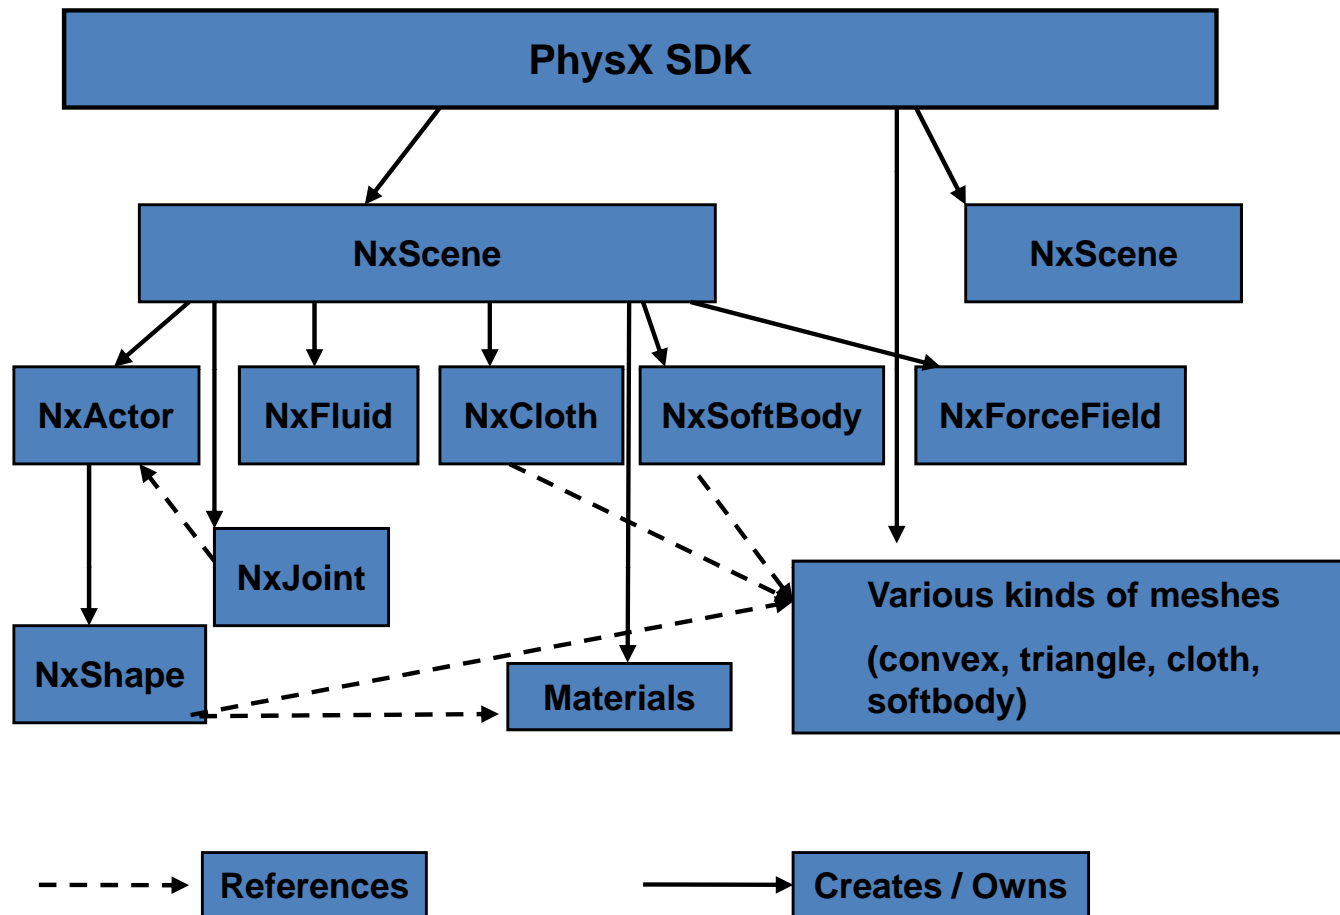 PhysX SDK
NxScene
NxScene
NxActor
NxFluid
NxCloth
NxSoftBody
NxForceField
NxJoint
Various kinds of meshes
(convex, triangle, cloth,
softbody)
NxShape
Materials
References
Creates / Owns